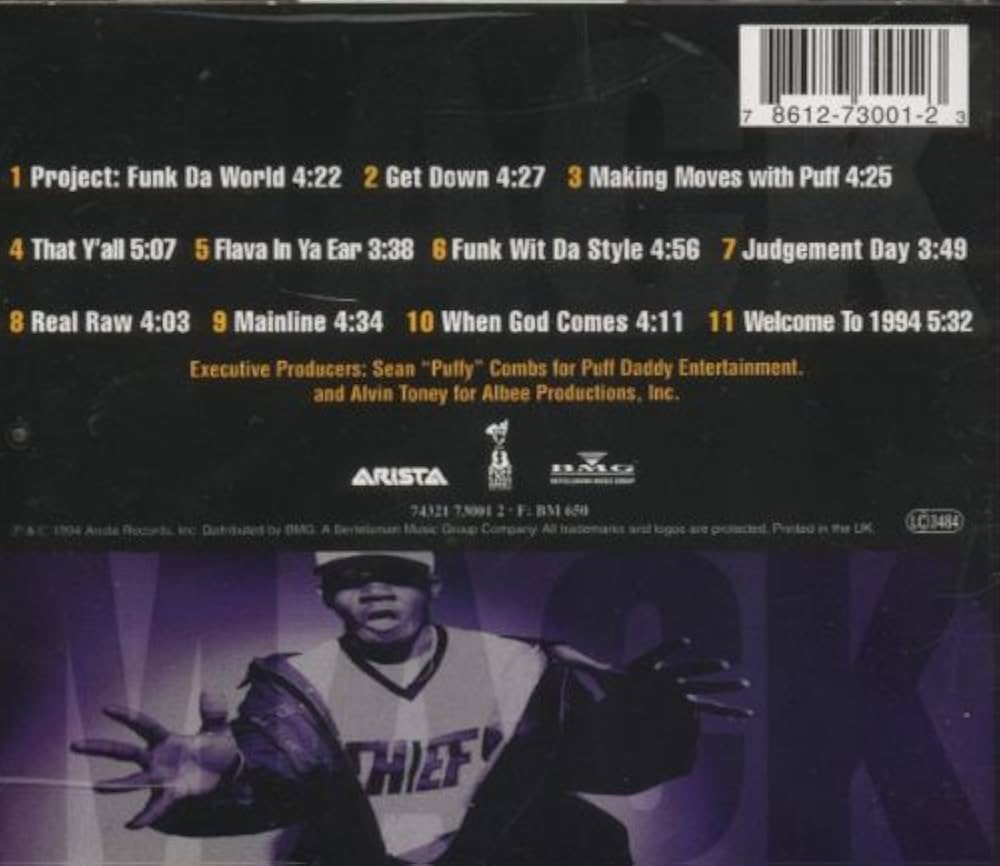 7 8612-73001-2 3
1 Project: Funk Da World 4:22 2 Get Down 4:27 3 Making Moves with Puff 4:25
4 That Y'all 5:07 5 Flava In Ya Ear 3:38 6 Funk Wit Da Style 4:56 7 Judgement Day 3:49
8 Real Raw 4:03 9 Mainline 4:34 10 When God Comes 4:11 11 Welcome To 1994 5:32
Executive Producers: Sean "Puffy" Combs for Puff Daddy Entertainment.
and Alvin Toney for Albee Productions, Inc.
ARISTA BMG
74321 73001 2 · F: BM 650
℗ & © 1994 Arista Records, Inc. Distributed by BMG. A Bertelsmann Music Group Company. All trademarks and logos are protected. Printed in the UK.
LC 3484
MACK
THIEF